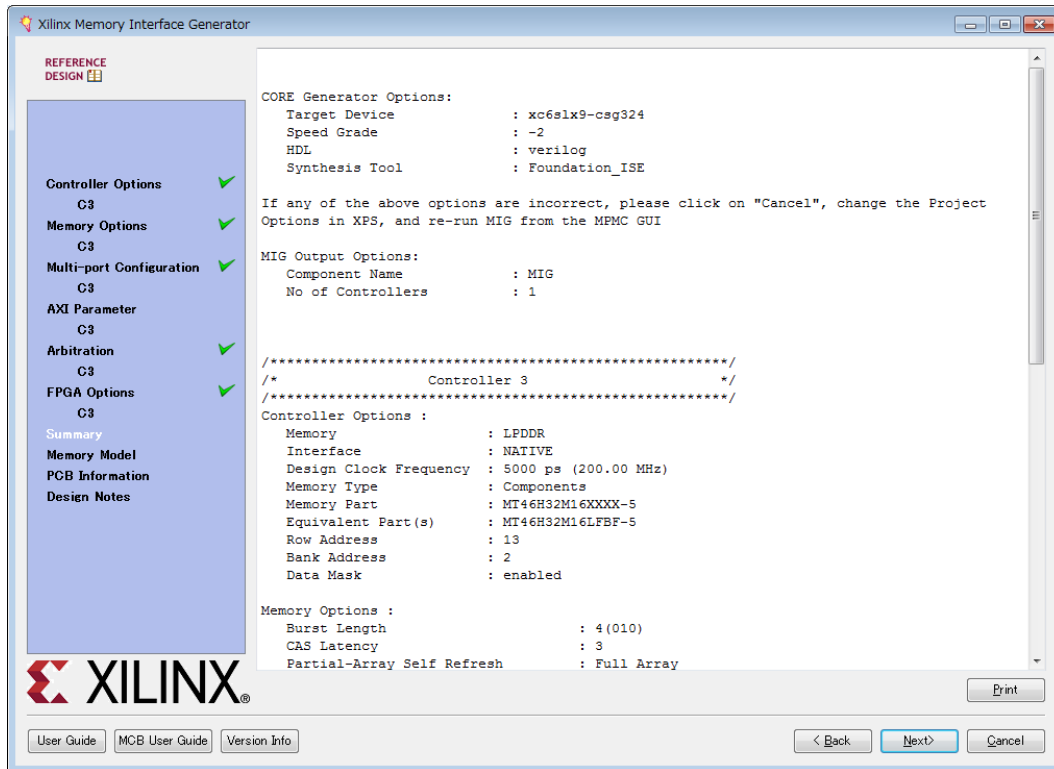 Xilinx Memory Interface Generator
REFERENCE
DESIGN
Controller Options
C3
Memory Options
C3
Multi-port Configuration
C3
AXI Parameter
C3
Arbitration
C3
FPGA Options
C3
Summary
Memory Model
PCB Information
Design Notes
XILINX®
CORE Generator Options:
Target Device : xc6slx9-csg324
Speed Grade : -2
HDL : verilog
Synthesis Tool : Foundation_ISE
If any of the above options are incorrect, please click on "Cancel", change the Project
Options in XPS, and re-run MIG from the MPMC GUI
MIG Output Options:
Component Name : MIG
No of Controllers : 1
/*******************************************************/
/* Controller 3 */
/*******************************************************/
Controller Options :
Memory : LPDDR
Interface : NATIVE
Design Clock Frequency : 5000 ps (200.00 MHz)
Memory Type : Components
Memory Part : MT46H32M16XXXX-5
Equivalent Part(s) : MT46H32M16LFBF-5
Row Address : 13
Bank Address : 2
Data Mask : enabled
Memory Options :
Burst Length : 4(010)
CAS Latency : 3
Partial-Array Self Refresh : Full Array
Print
User Guide
MCB User Guide
Version Info
< Back
Next>
Cancel